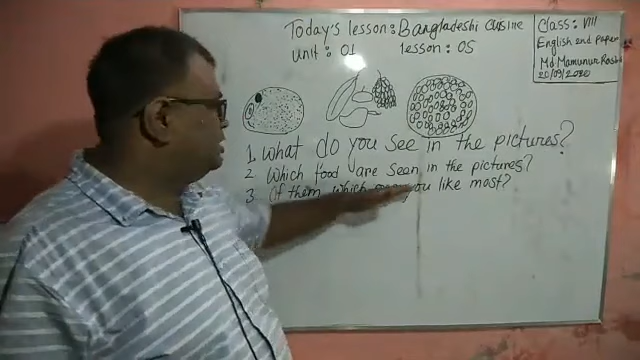 Today's lesson: Bangladeshi cuisine
unit: 01 lesson: 05
Class: VIII
English 2nd Paper
Md Mamunur Rashid
20/09/2020
1. What do you see in the pictures?
2 Which food are seen in the pictures?
3 Of them which you like most?